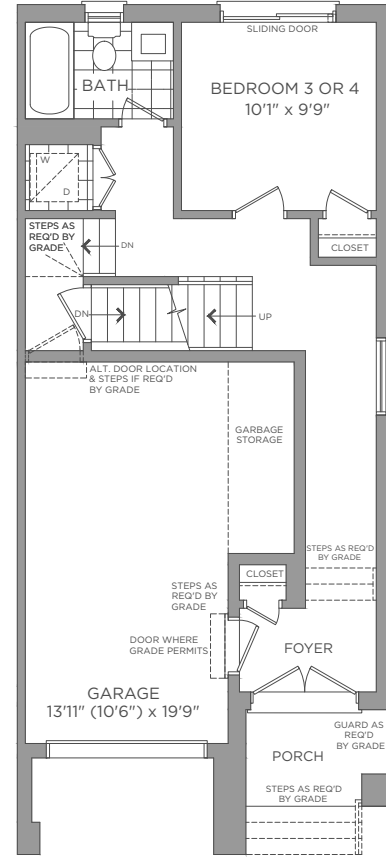 SLIDING DOOR
BATH
BEDROOM 3 OR 4
10'1" x 9'9"
W
D
STEPS AS
REQ'D BY
GRADE
DN
CLOSET
DN
UP
ALT. DOOR LOCATION
& STEPS IF REQ'D
BY GRADE
GARBAGE
STORAGE
STEPS AS REQ'D
BY GRADE
CLOSET
STEPS AS
REQ'D BY
GRADE
DOOR WHERE
GRADE PERMITS
FOYER
GARAGE
13'11" (10'6") x 19'9"
GUARD AS
REQ'D
BY GRADE
PORCH
STEPS AS REQ'D
BY GRADE